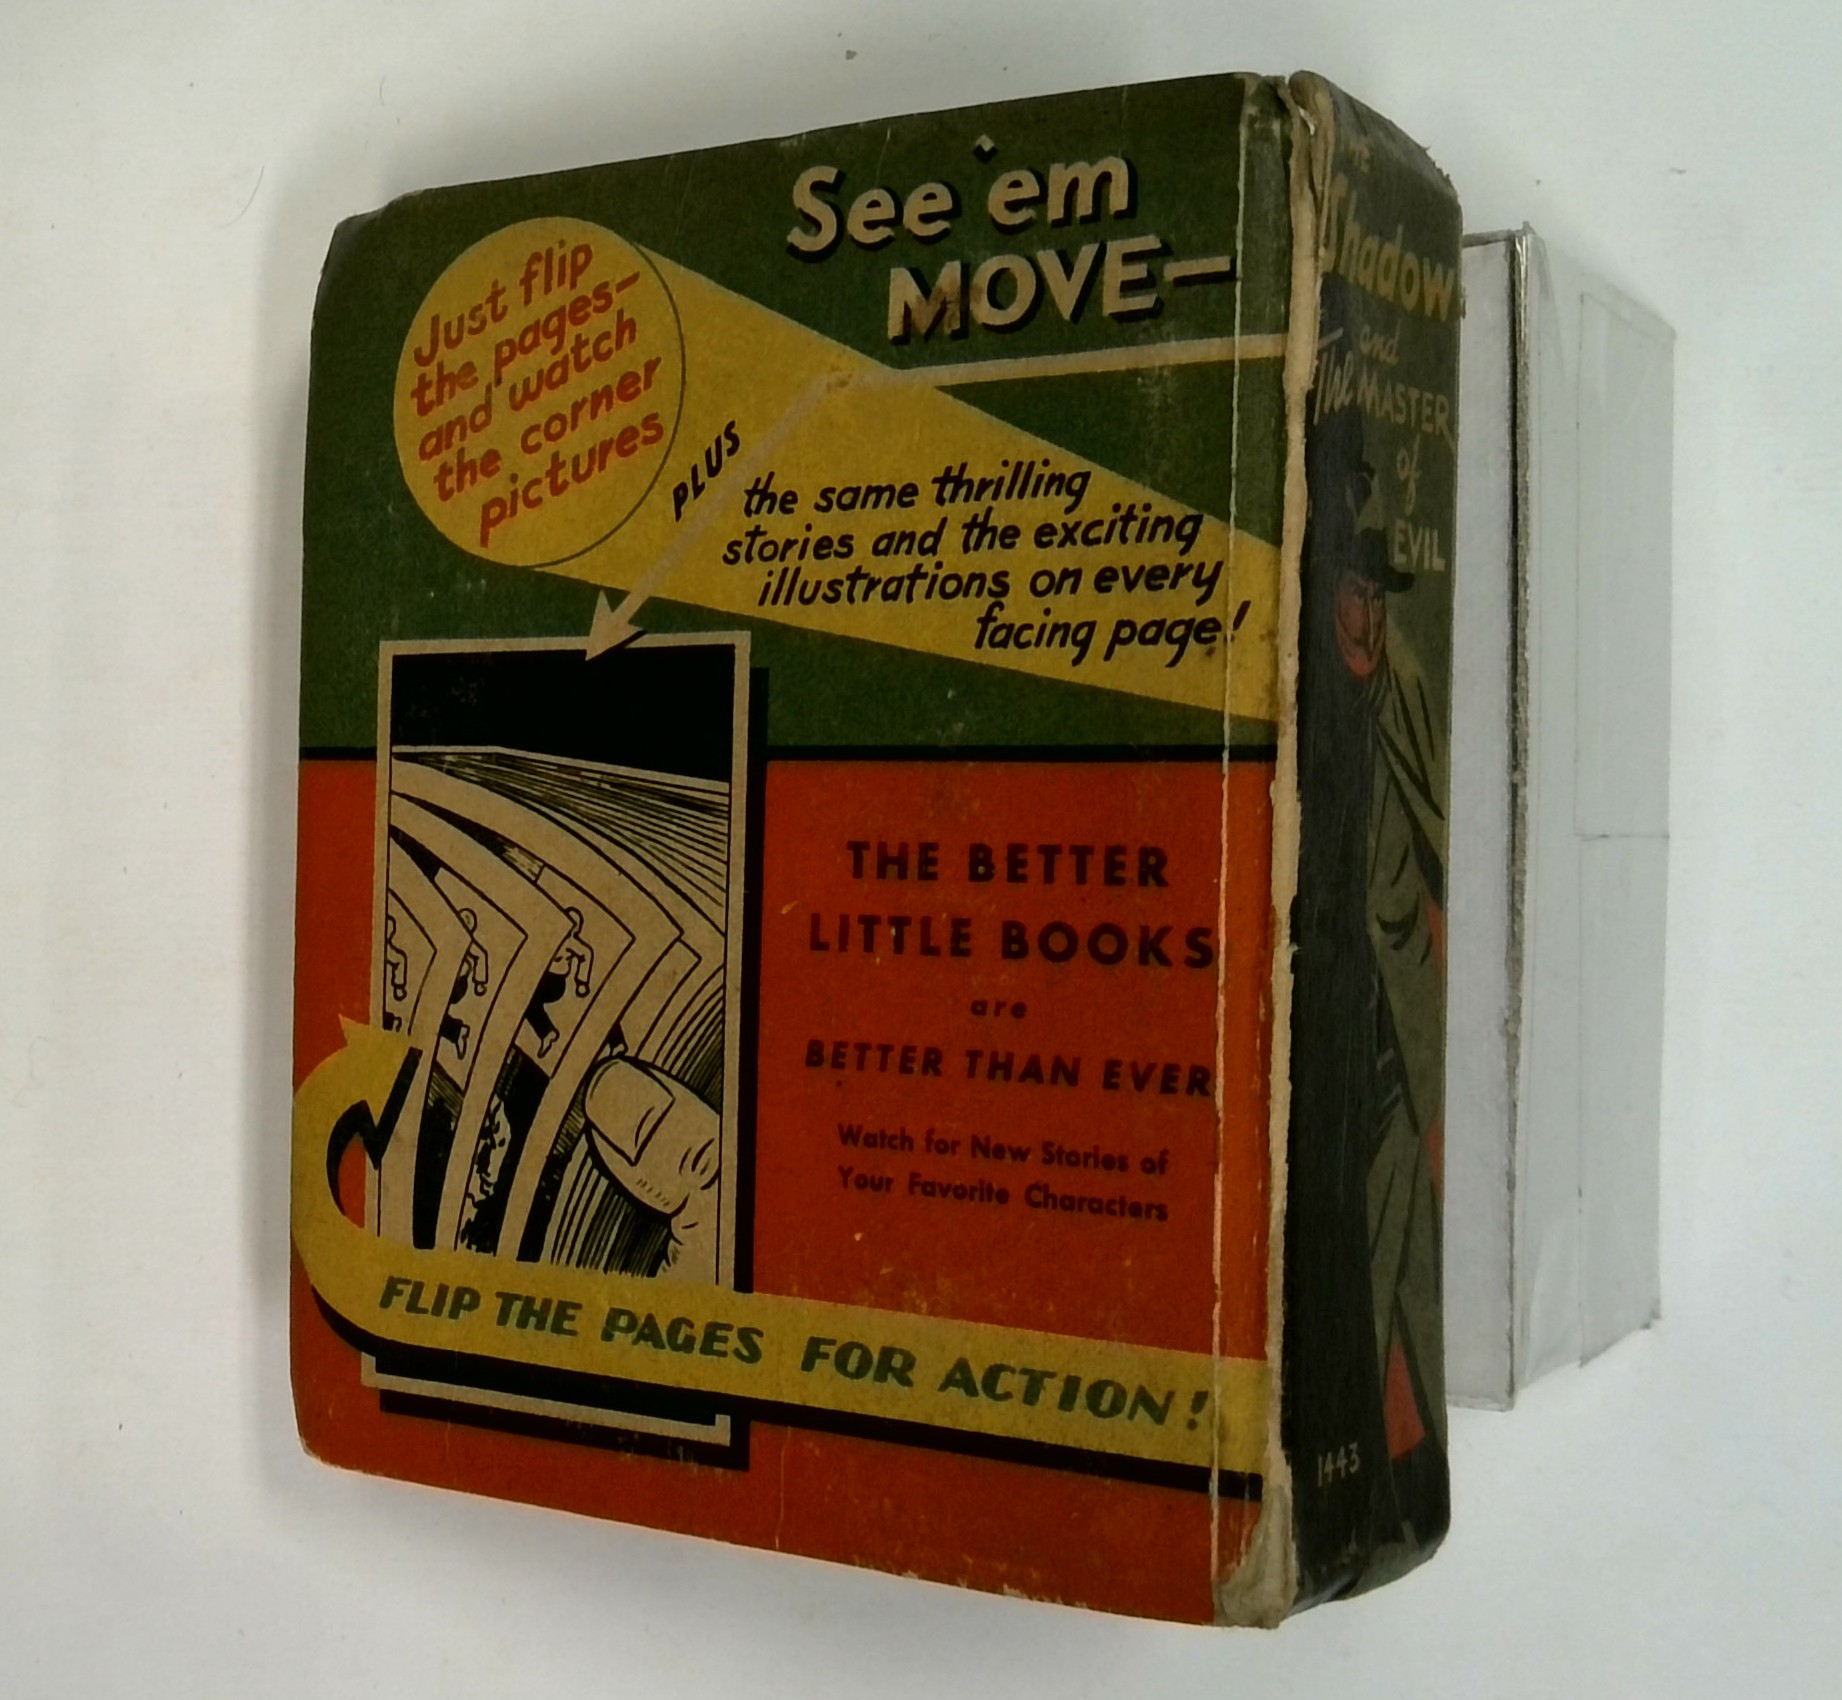 See 'em
MOVE—
Just flip
the pages—
and watch
the corner
pictures
PLUS
the same thrilling
stories and the exciting
illustrations on every
facing page!
THE BETTER
LITTLE BOOKS
are
BETTER THAN EVER
Watch for New Stories of
Your Favorite Characters
FLIP THE PAGES FOR ACTION!
THE
Shadow
and
The MASTER
of
EVIL
1443